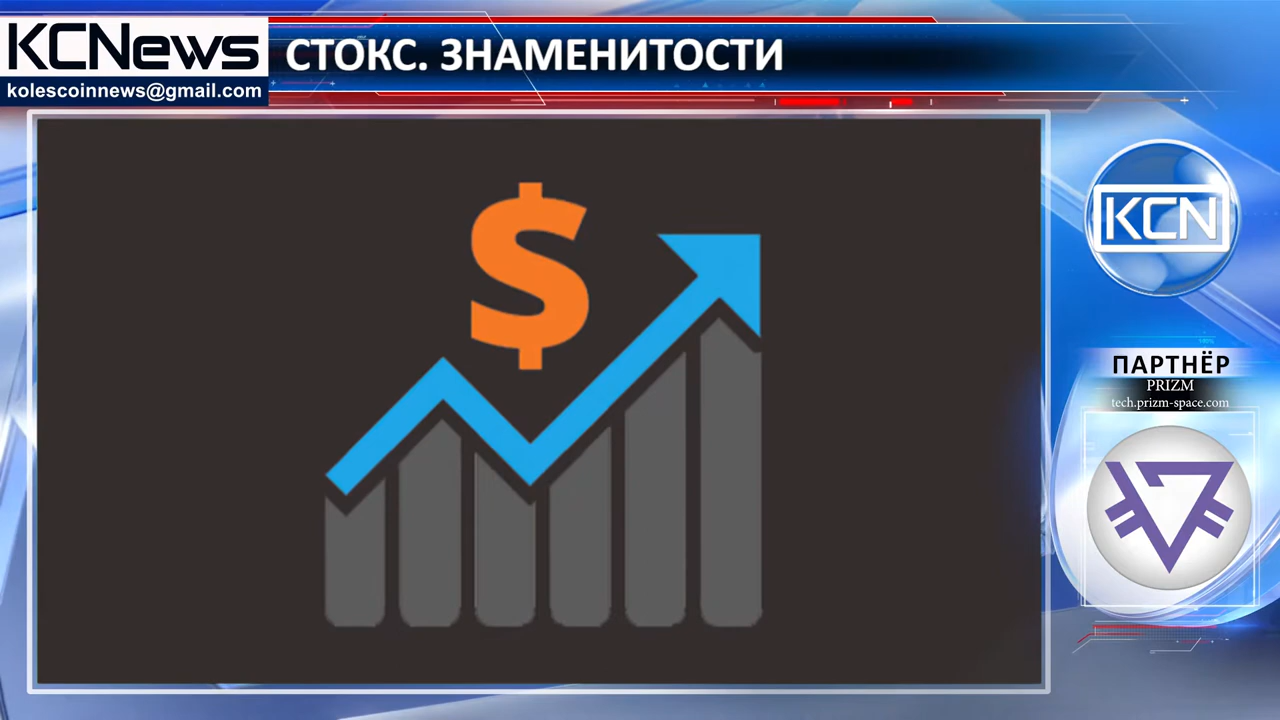 KCNews
kolescoinnews@gmail.com
СТОКС. ЗНАМЕНИТОСТИ
$
KCN
ПАРТНЁР
PRIZM
tech.prizm-space.com